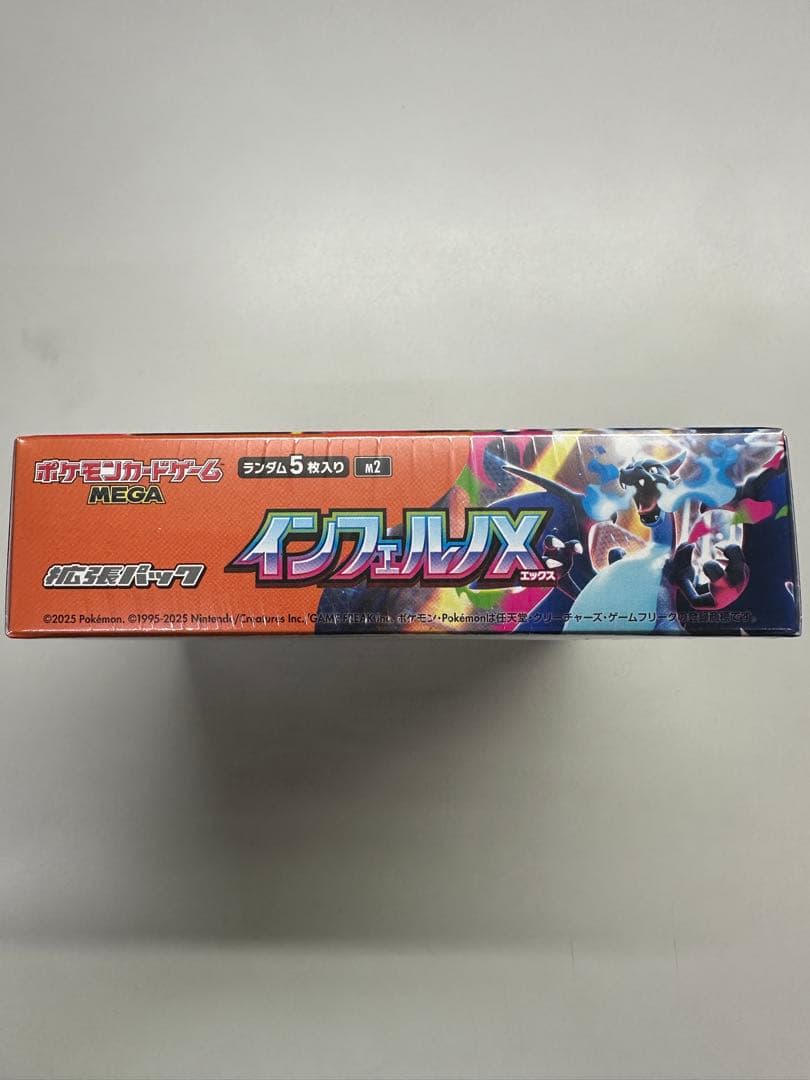 ポケモンカードゲーム
MEGA
ランダム5枚入り M2
拡張パック
インフェルノX
エックス
©2025 Pokémon. ©1995-2025 Nintendo/Creatures Inc./GAME FREAK inc. ポケモン・Pokémonは任天堂・クリーチャーズ・ゲームフリークの登録商標です。